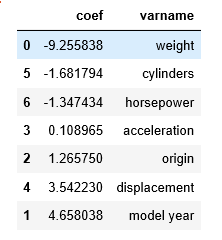 coef varname
0 -9.255838 weight
5 -1.681794 cylinders
6 -1.347434 horsepower
3 0.108965 acceleration
2 1.265750 origin
4 3.542230 displacement
1 4.658038 model year